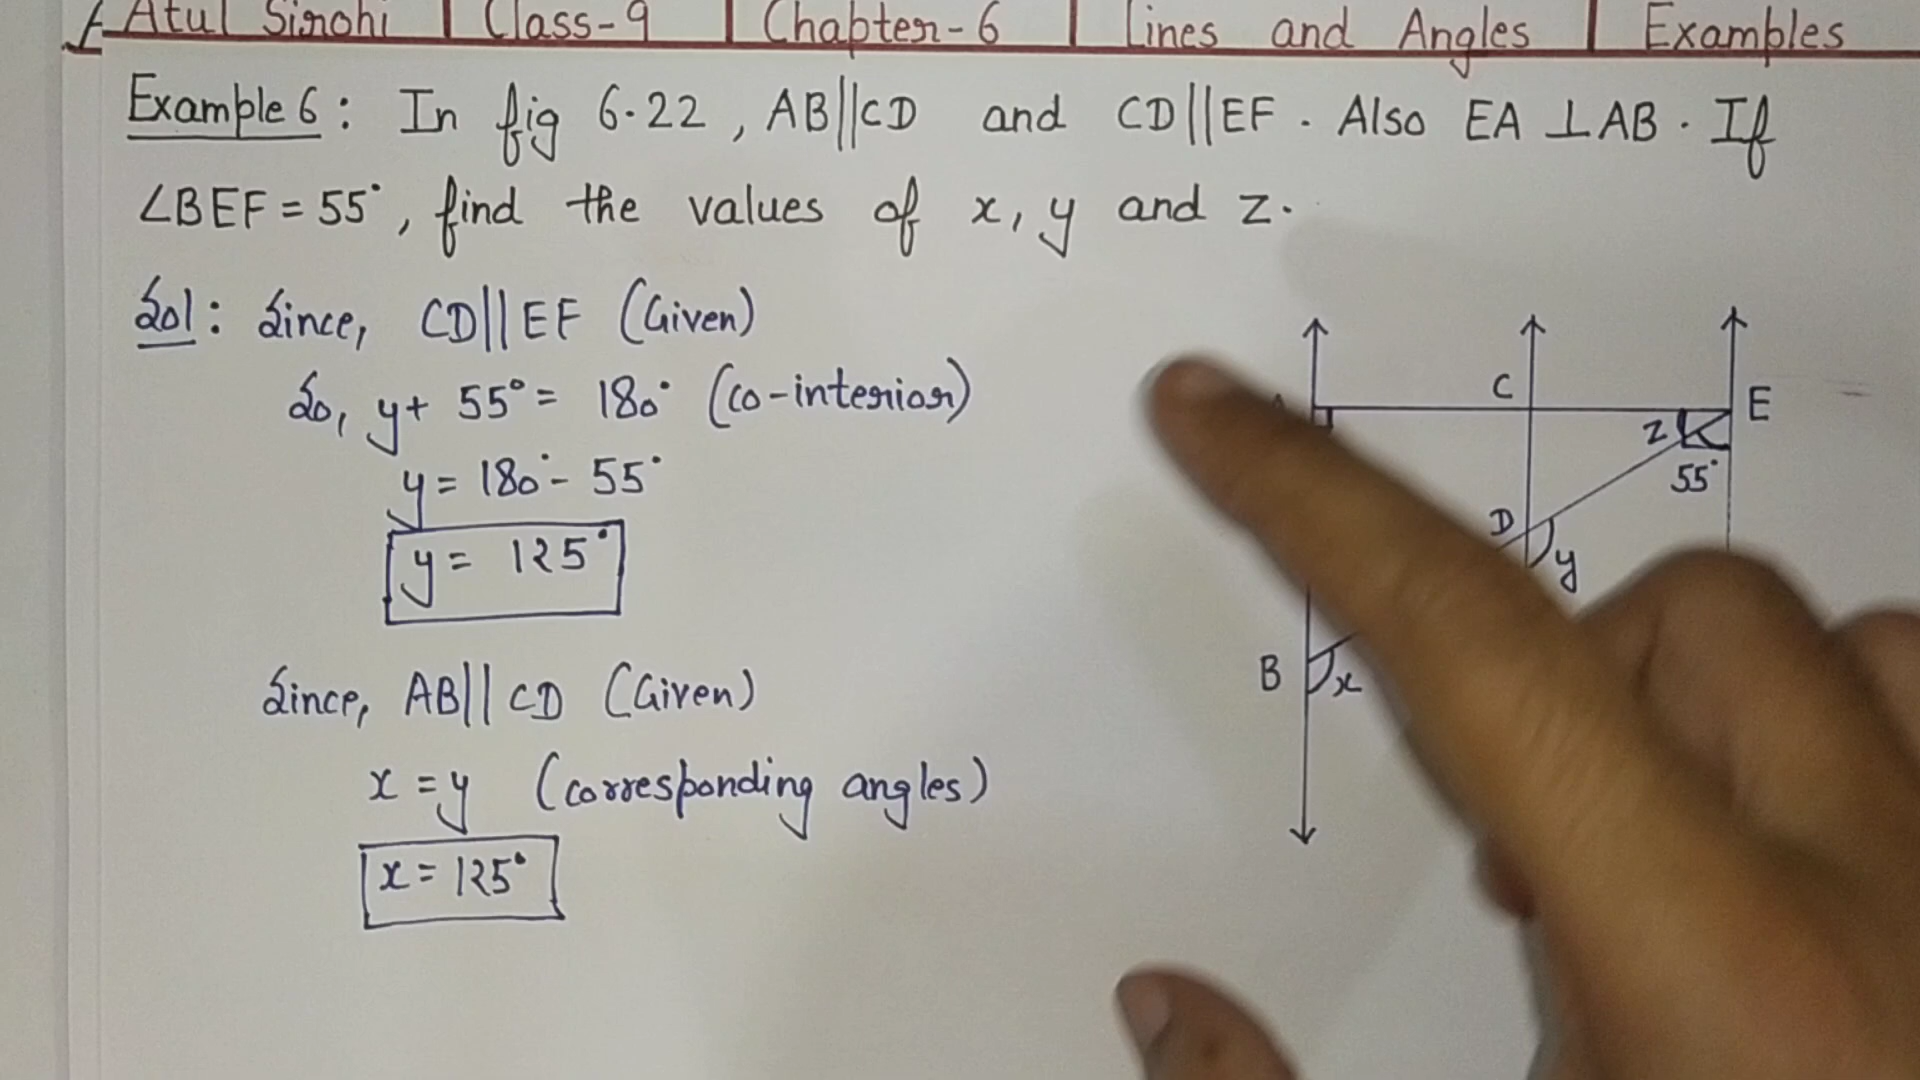 Atul Sirohi | Class-9 | Chapter-6 | Lines and Angles | Examples
Example 6: In fig 6.22, AB||CD and CD||EF. Also EA ⊥ AB. If
∠BEF = 55°, find the values of x, y and z.
Sol: Since, CD||EF (Given)
So, y + 55° = 180° (co-interior)
y = 180° - 55°
y = 125°
Since, AB||CD (Given)
x = y (corresponding angles)
x = 125°
C
E
z
55°
D
y
B
x